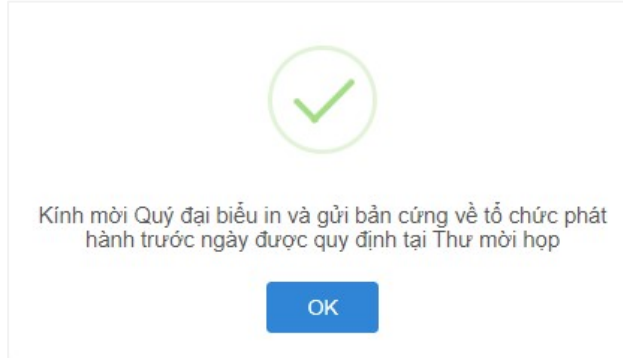 Kính mời Quý đại biểu in và gửi bản cứng về tổ chức phát
hành trước ngày được quy định tại Thư mời họp
OK